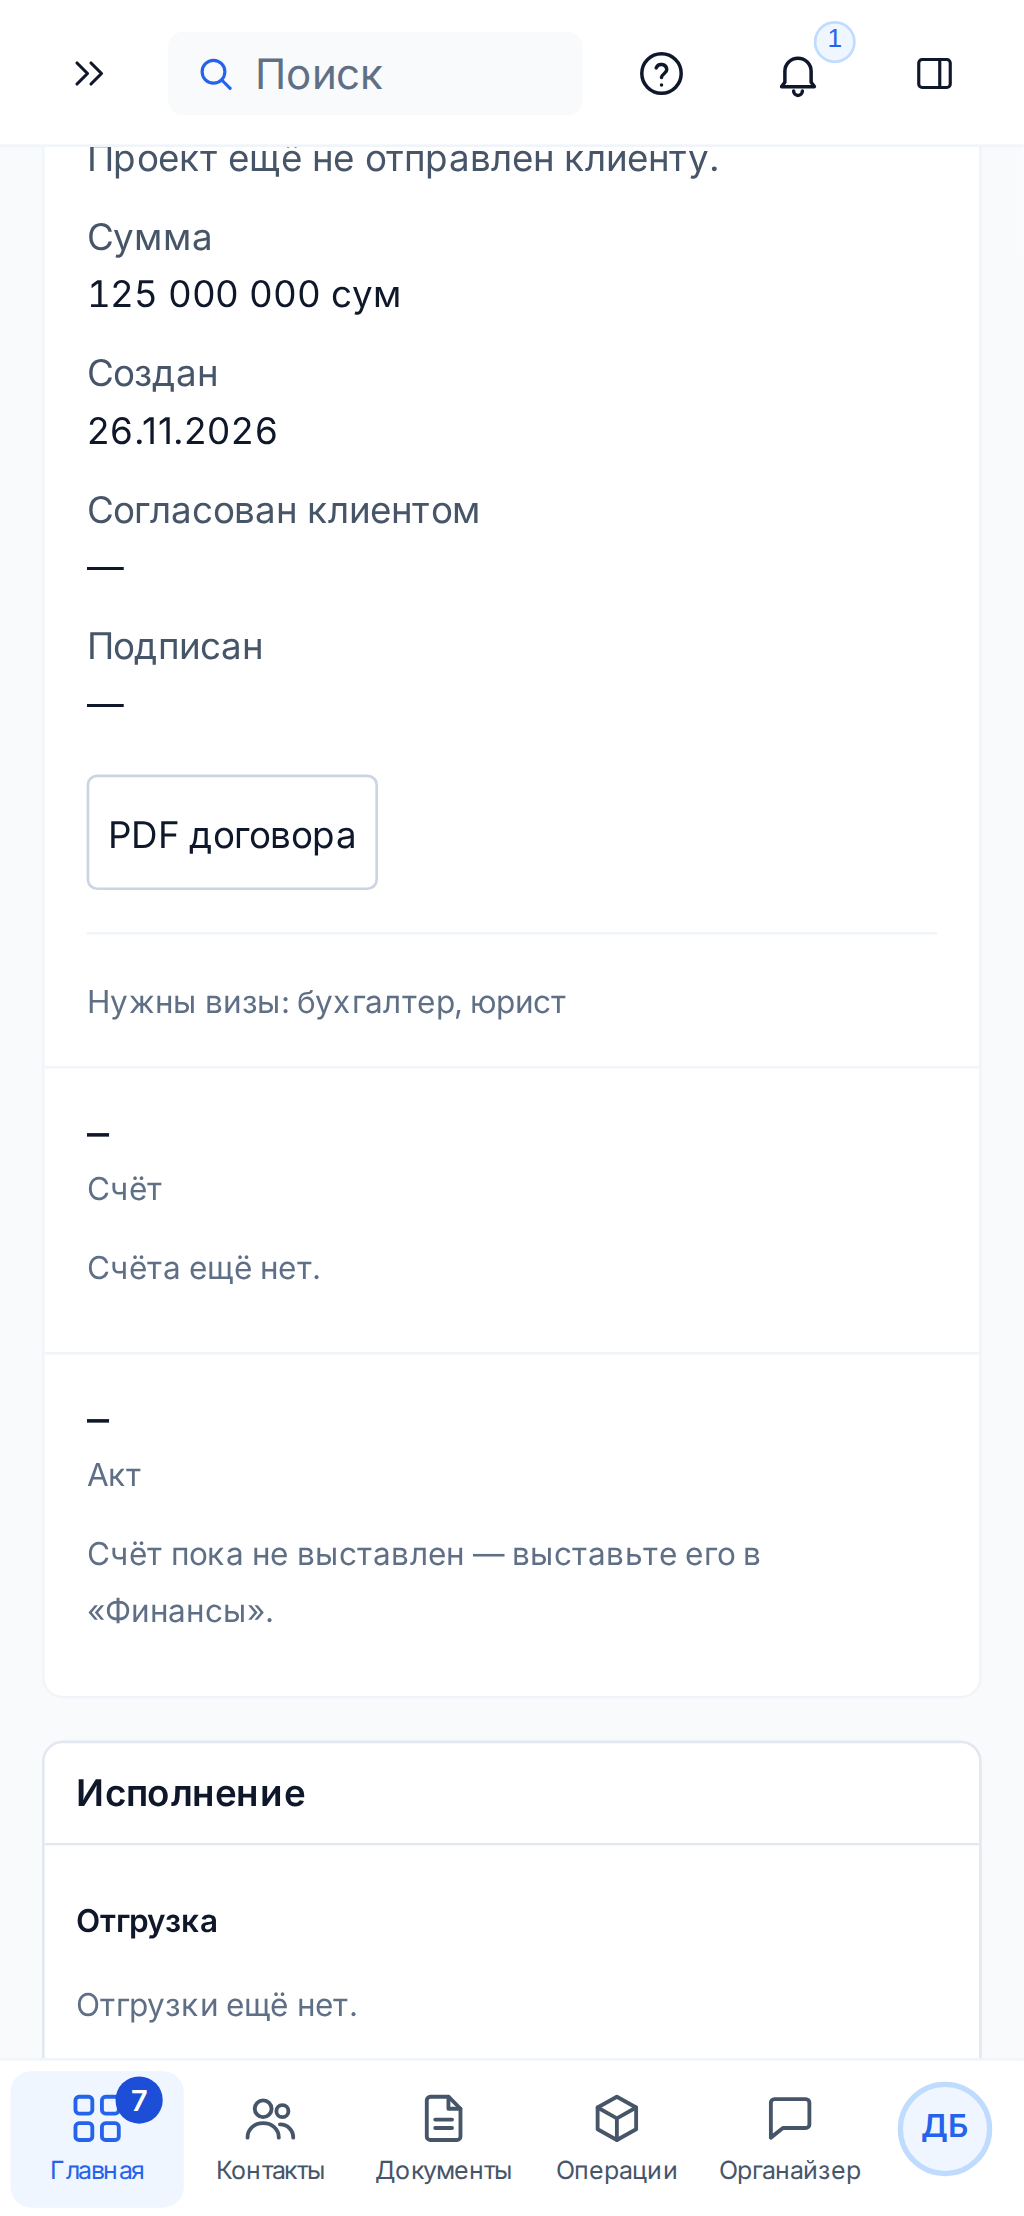 Поиск
1
Проект ещё не отправлен клиенту.
Сумма
125 000 000 сум
Создан
26.11.2026
Согласован клиентом
—
Подписан
—
PDF договора
Нужны визы: бухгалтер, юрист
–
Счёт
Счёта ещё нет.
–
Акт
Счёт пока не выставлен — выставьте его в
«Финансы».
Исполнение
Отгрузка
Отгрузки ещё нет.
7
Главная
Контакты
Документы
Операции
Органайзер
ДБ